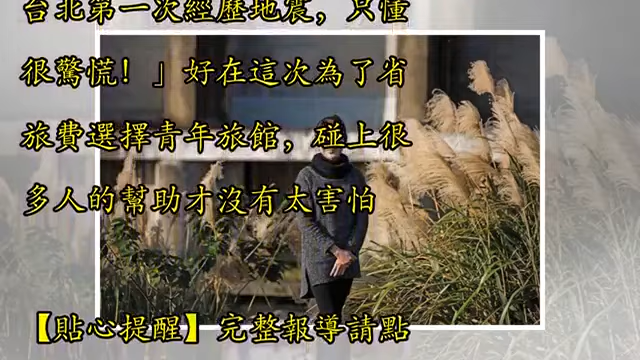 台北第一次經歷地震，只懂
很驚慌！」好在這次為了省
旅費選擇青年旅館，碰上很
多人的幫助才沒有太害怕
【貼心提醒】完整報導請點